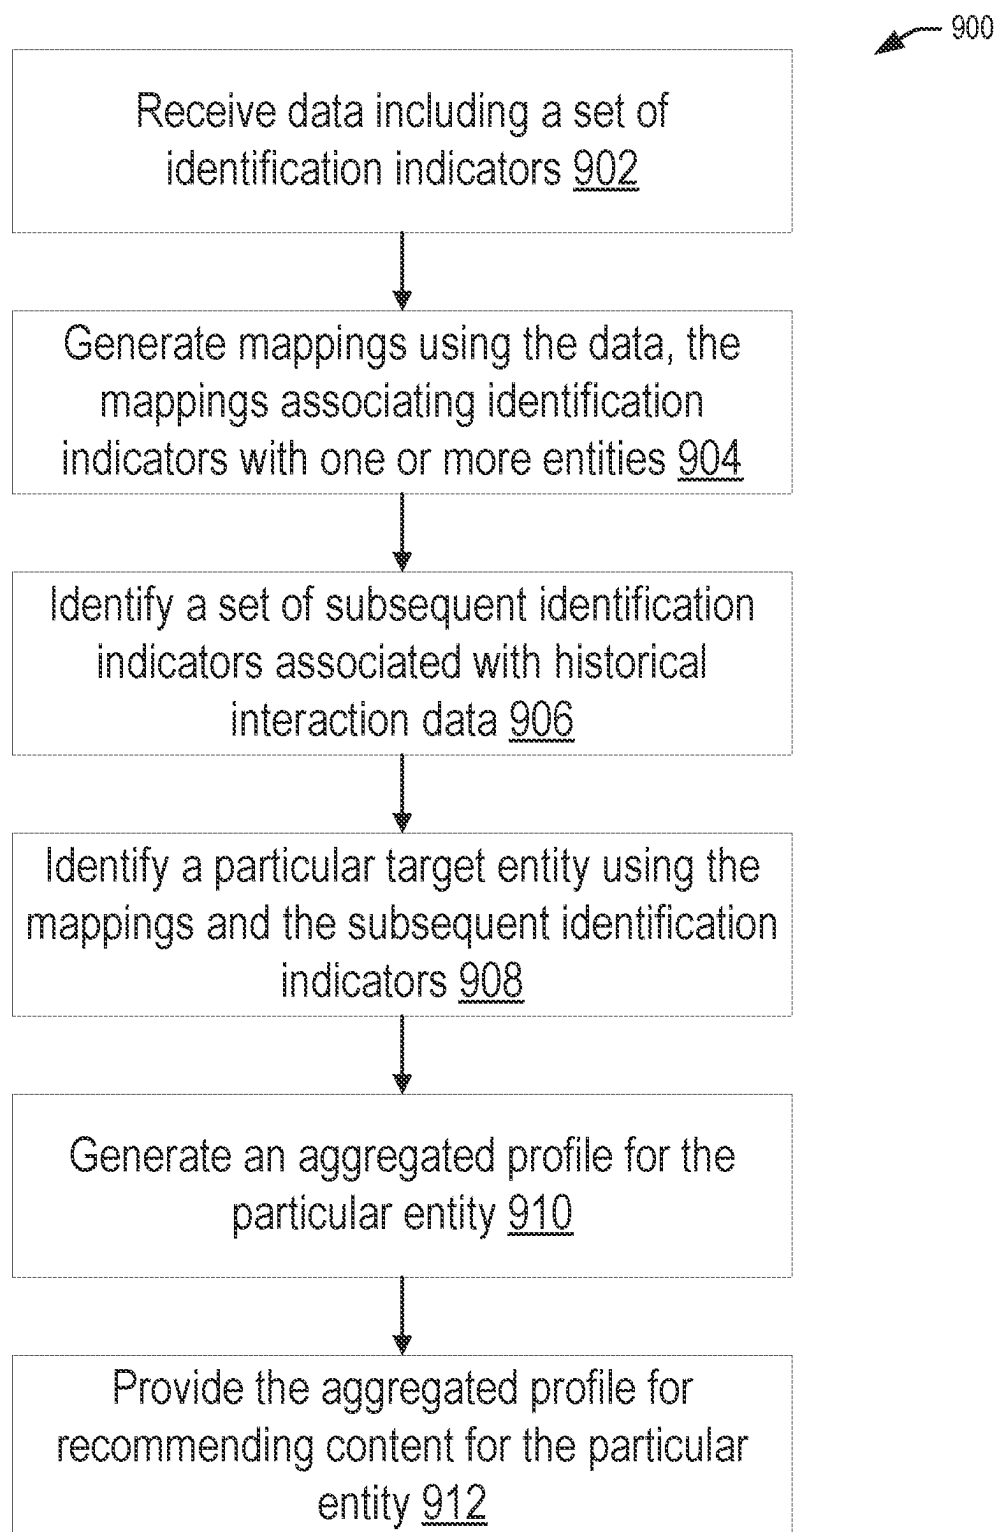 900
Receive data including a set of
identification indicators 902
Generate mappings using the data, the
mappings associating identification
indicators with one or more entities 904
Identify a set of subsequent identification
indicators associated with historical
interaction data 906
Identify a particular target entity using the
mappings and the subsequent identification
indicators 908
Generate an aggregated profile for the
particular entity 910
Provide the aggregated profile for
recommending content for the particular
entity 912